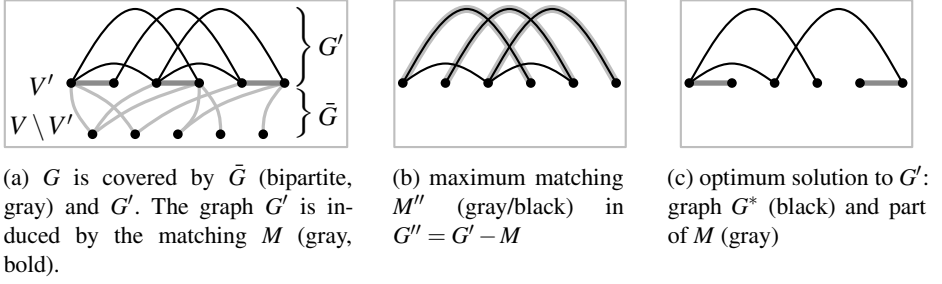 G′
V′
Ḡ
V \ V′
(a) G is covered by Ḡ (bipartite,
gray) and G′. The graph G′ is in-
duced by the matching M (gray,
bold).
(b) maximum matching
M″ (gray/black) in
G″ = G′ − M
(c) optimum solution to G′:
graph G* (black) and part
of M (gray)